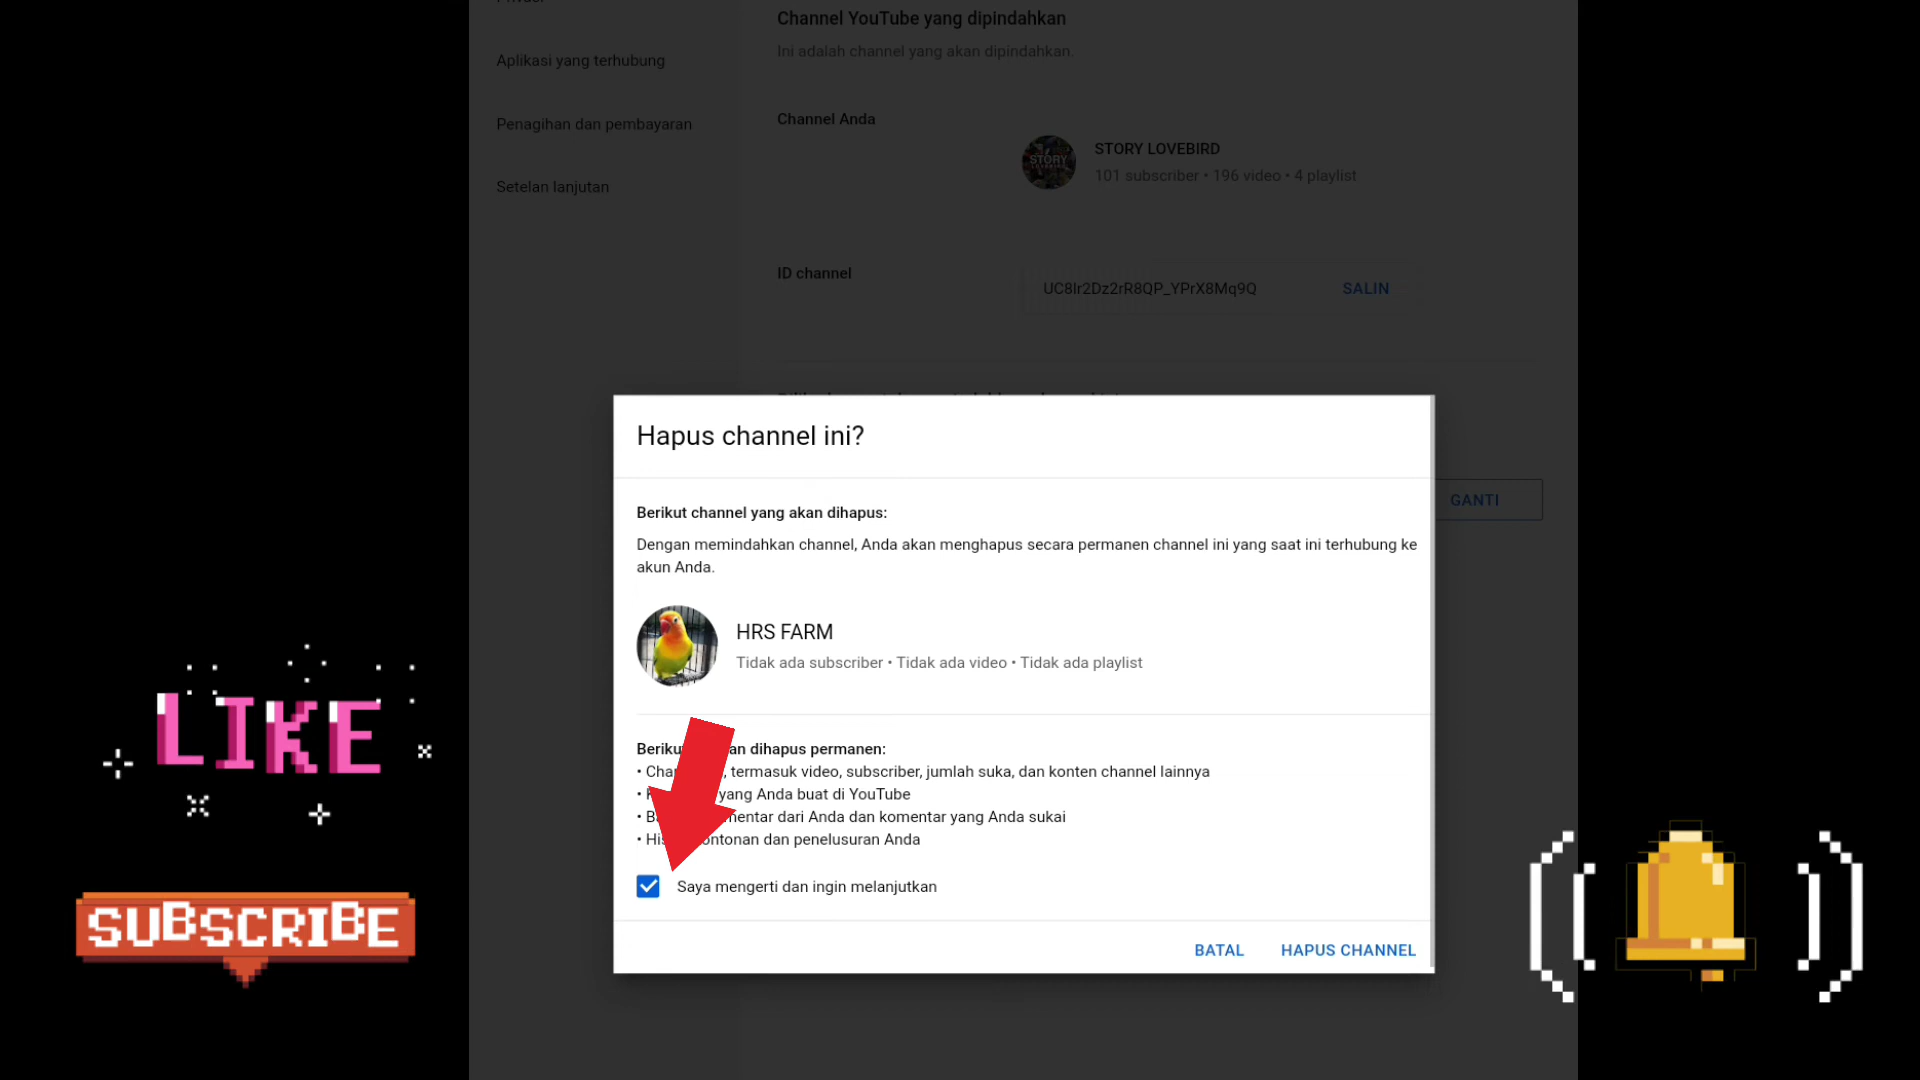 Channel YouTube yang dipindahkan
Ini adalah channel yang akan dipindahkan.
Aplikasi yang terhubung
Channel Anda
Penagihan dan pembayaran
STORY LOVEBIRD
STORY
101 subscriber • 196 video • 4 playlist
Setelan lanjutan
ID channel
UC8lr2Dz2rR8QP_YPrX8Mq9Q
SALIN
Hapus channel ini?
GANTI
Berikut channel yang akan dihapus:
Dengan memindahkan channel, Anda akan menghapus secara permanen channel ini yang saat ini terhubung ke
akun Anda.
HRS FARM
Tidak ada subscriber • Tidak ada video • Tidak ada playlist
LIKE
dihapus permanen:
termasuk video, subscriber, jumlah suka, dan konten channel lainnya
yang Anda buat di YouTube
dari Anda dan komentar yang Anda sukai
dan penelusuran Anda
Saya mengerti dan ingin melanjutkan
SUBSCRIBE
BATAL
HAPUS CHANNEL